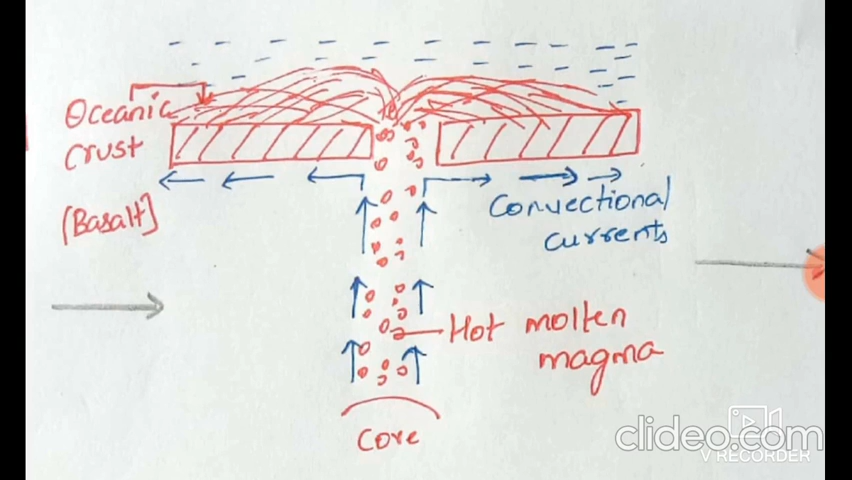 Oceanic
Crust
[Basalt]
Convectional
currents
Hot molten
magma
Core
clideo.com
V RECORDER